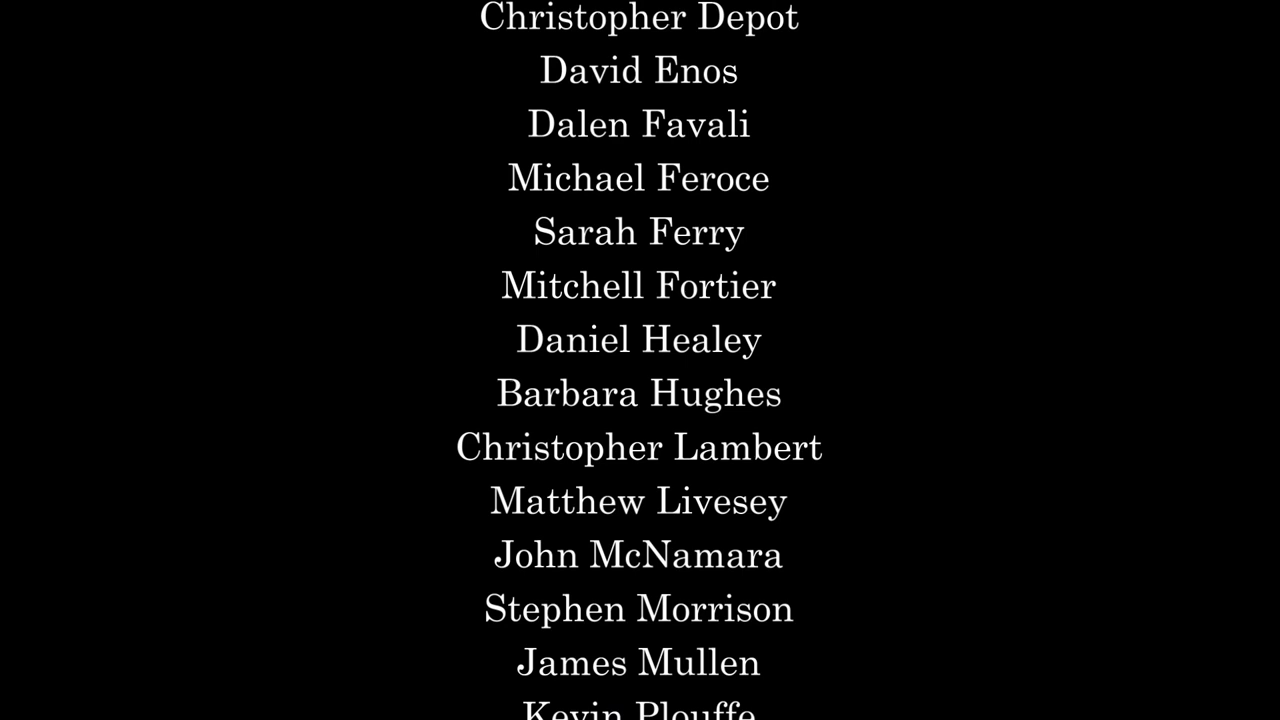 Christopher Depot
David Enos
Dalen Favali
Michael Feroce
Sarah Ferry
Mitchell Fortier
Daniel Healey
Barbara Hughes
Christopher Lambert
Matthew Livesey
John McNamara
Stephen Morrison
James Mullen
Kevin Plouffe